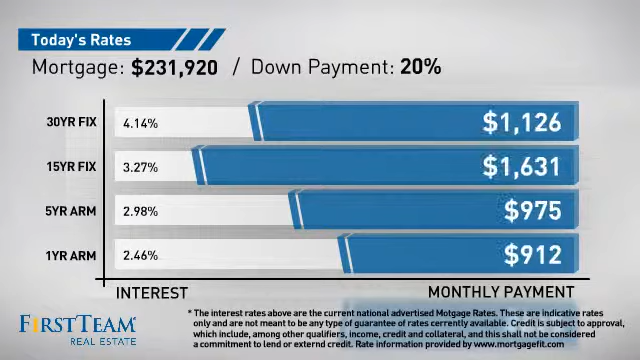 Today's Rates
Mortgage: $231,920 / Down Payment: 20%
30YR FIX 4.14% $1,126
15YR FIX 3.27% $1,631
5YR ARM 2.98% $975
1YR ARM 2.46% $912
INTEREST MONTHLY PAYMENT
FIRSTTEAM®
REAL ESTATE
* The interest rates above are the current national advertised Motgage Rates. These are indicative rates
only and are not meant to be any type of guarantee of rates cerrently available. Credit is subject to approval,
which include, among other qualifiers, income, credit and collateral, and this shall not be considered
a commitment to lend or externd credit. Rate information provided by www.mortgagefit.com